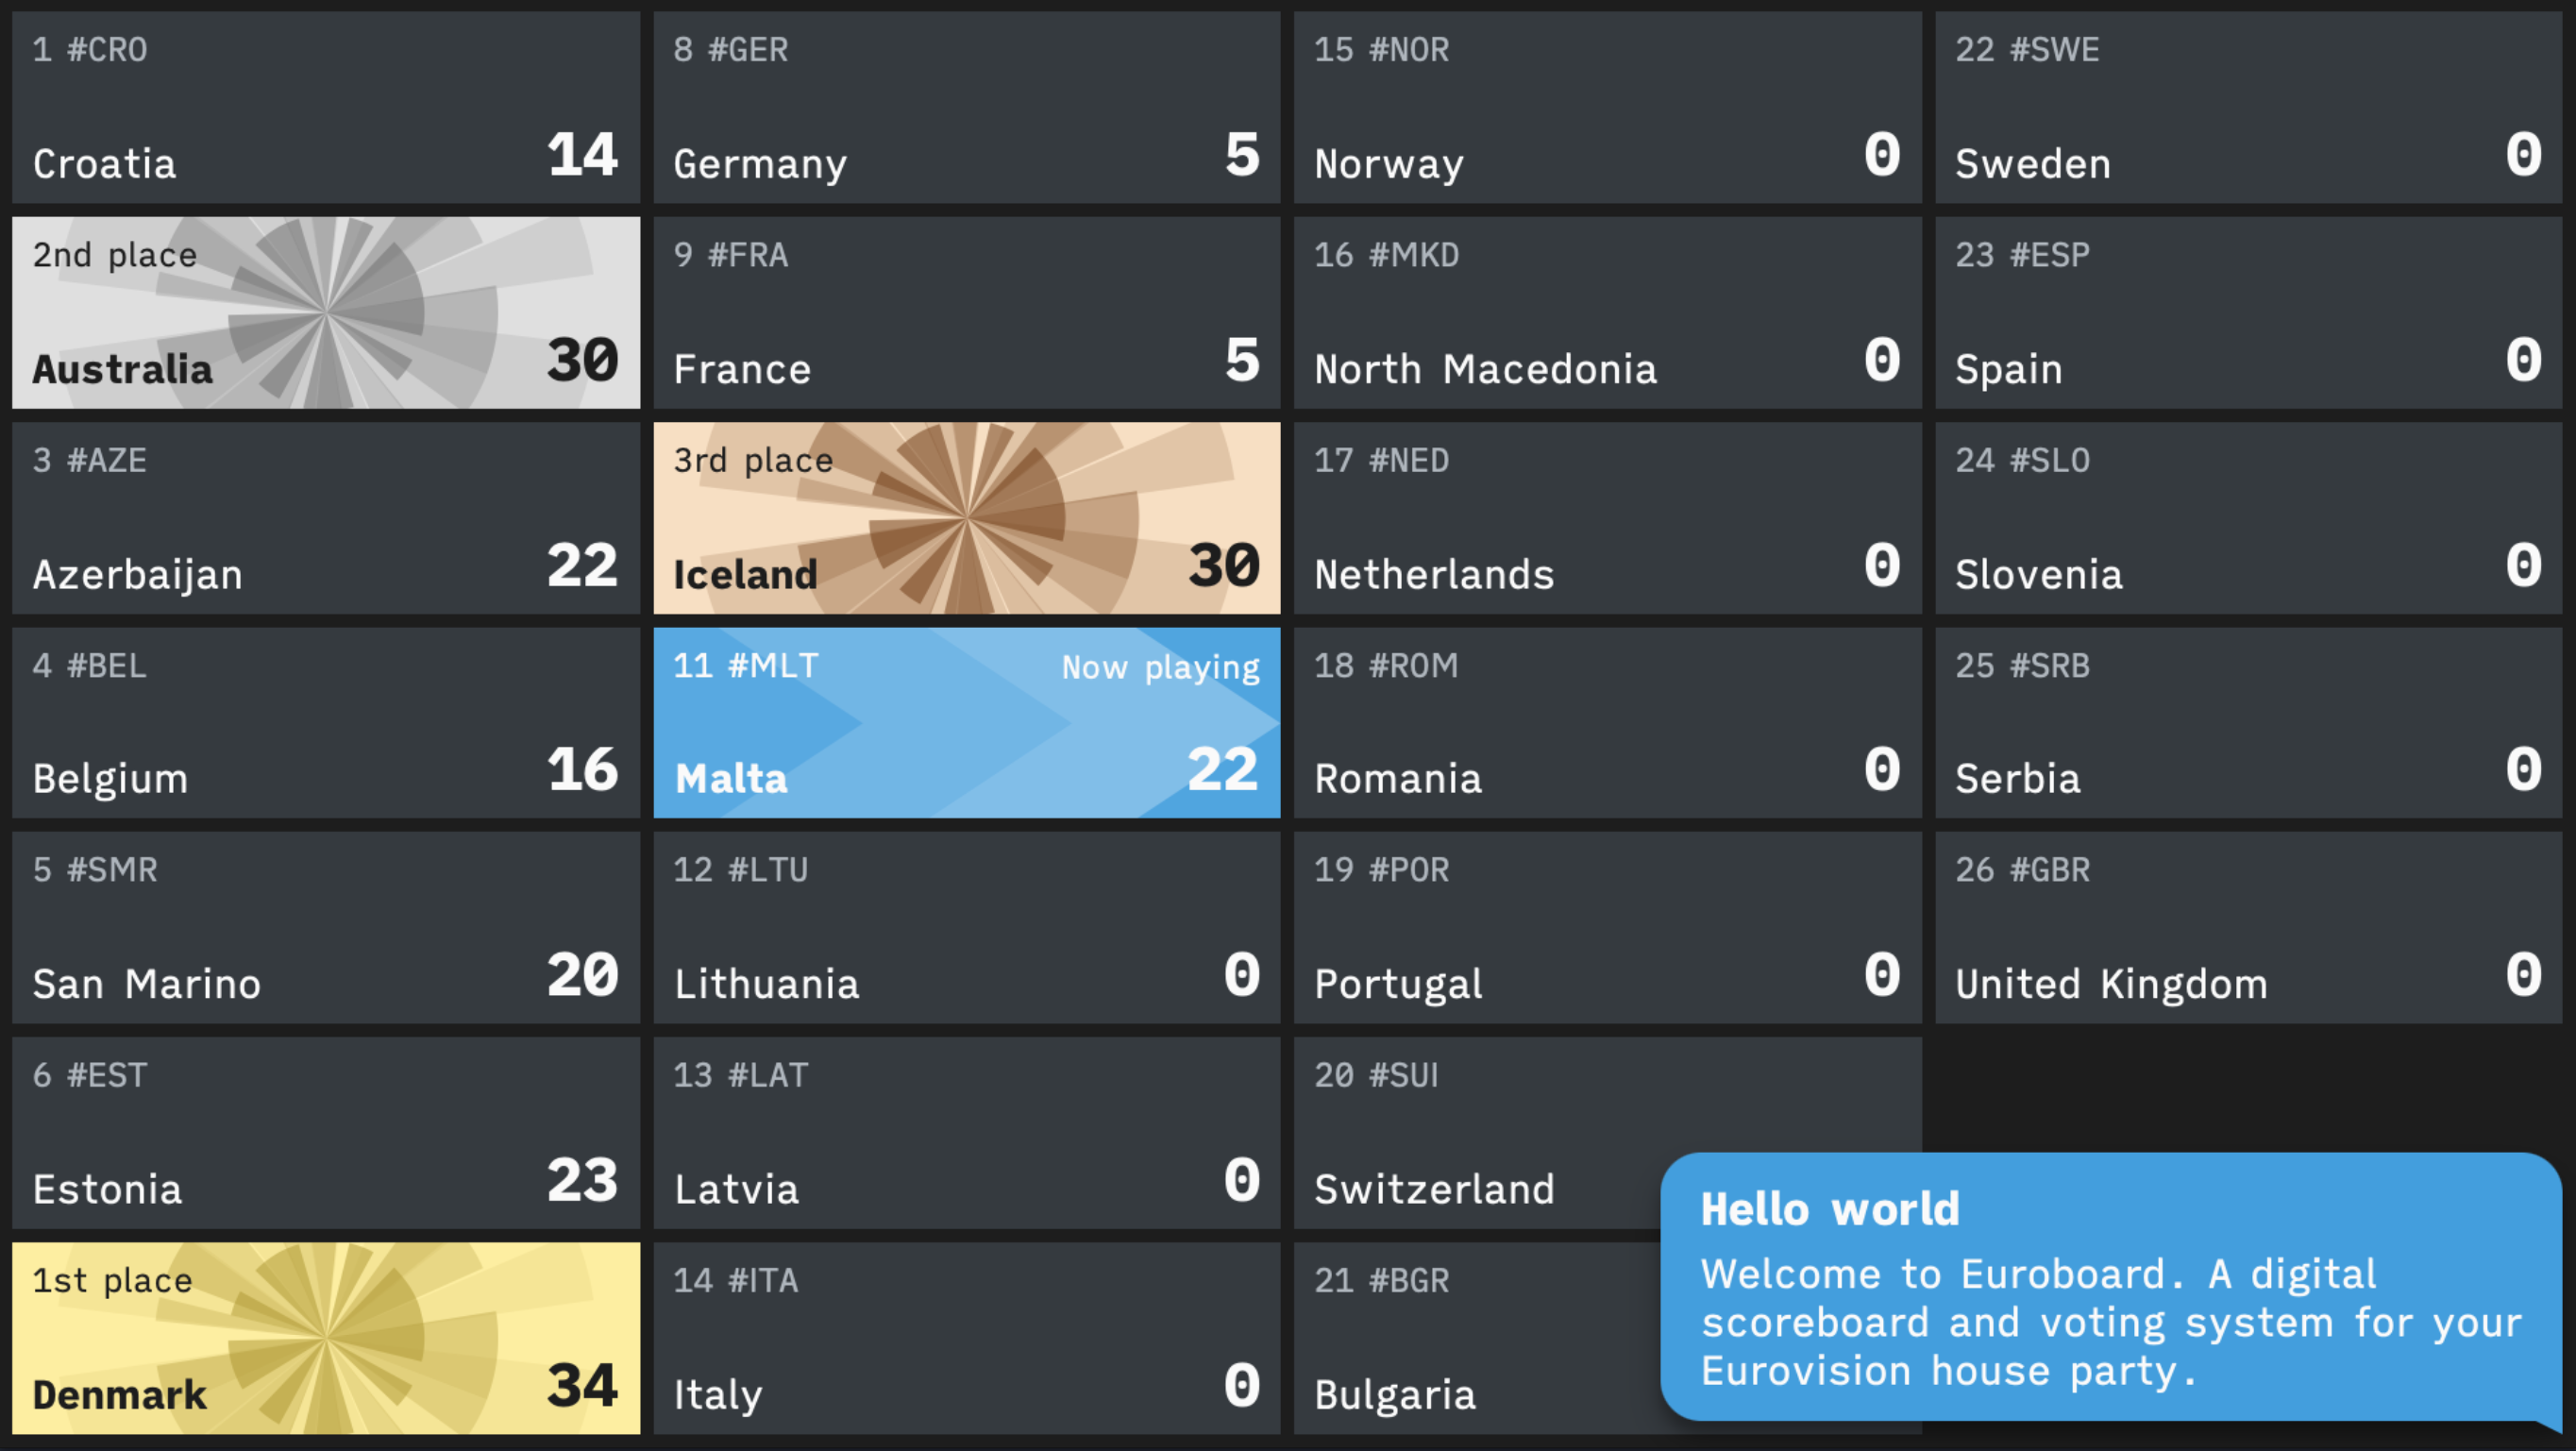 1 #CRO
Croatia 14
2nd place
Australia 30
3 #AZE
Azerbaijan 22
4 #BEL
Belgium 16
5 #SMR
San Marino 20
6 #EST
Estonia 23
1st place
Denmark 34
8 #GER
Germany 5
9 #FRA
France 5
3rd place
Iceland 30
11 #MLT Now playing
Malta 22
12 #LTU
Lithuania 0
13 #LAT
Latvia 0
14 #ITA
Italy 0
15 #NOR
Norway 0
16 #MKD
North Macedonia 0
17 #NED
Netherlands 0
18 #ROM
Romania 0
19 #POR
Portugal 0
20 #SUI
Switzerland
21 #BGR
Bulgaria
22 #SWE
Sweden 0
23 #ESP
Spain 0
24 #SLO
Slovenia 0
25 #SRB
Serbia 0
26 #GBR
United Kingdom 0
Hello world
Welcome to Euroboard. A digital
scoreboard and voting system for your
Eurovision house party.